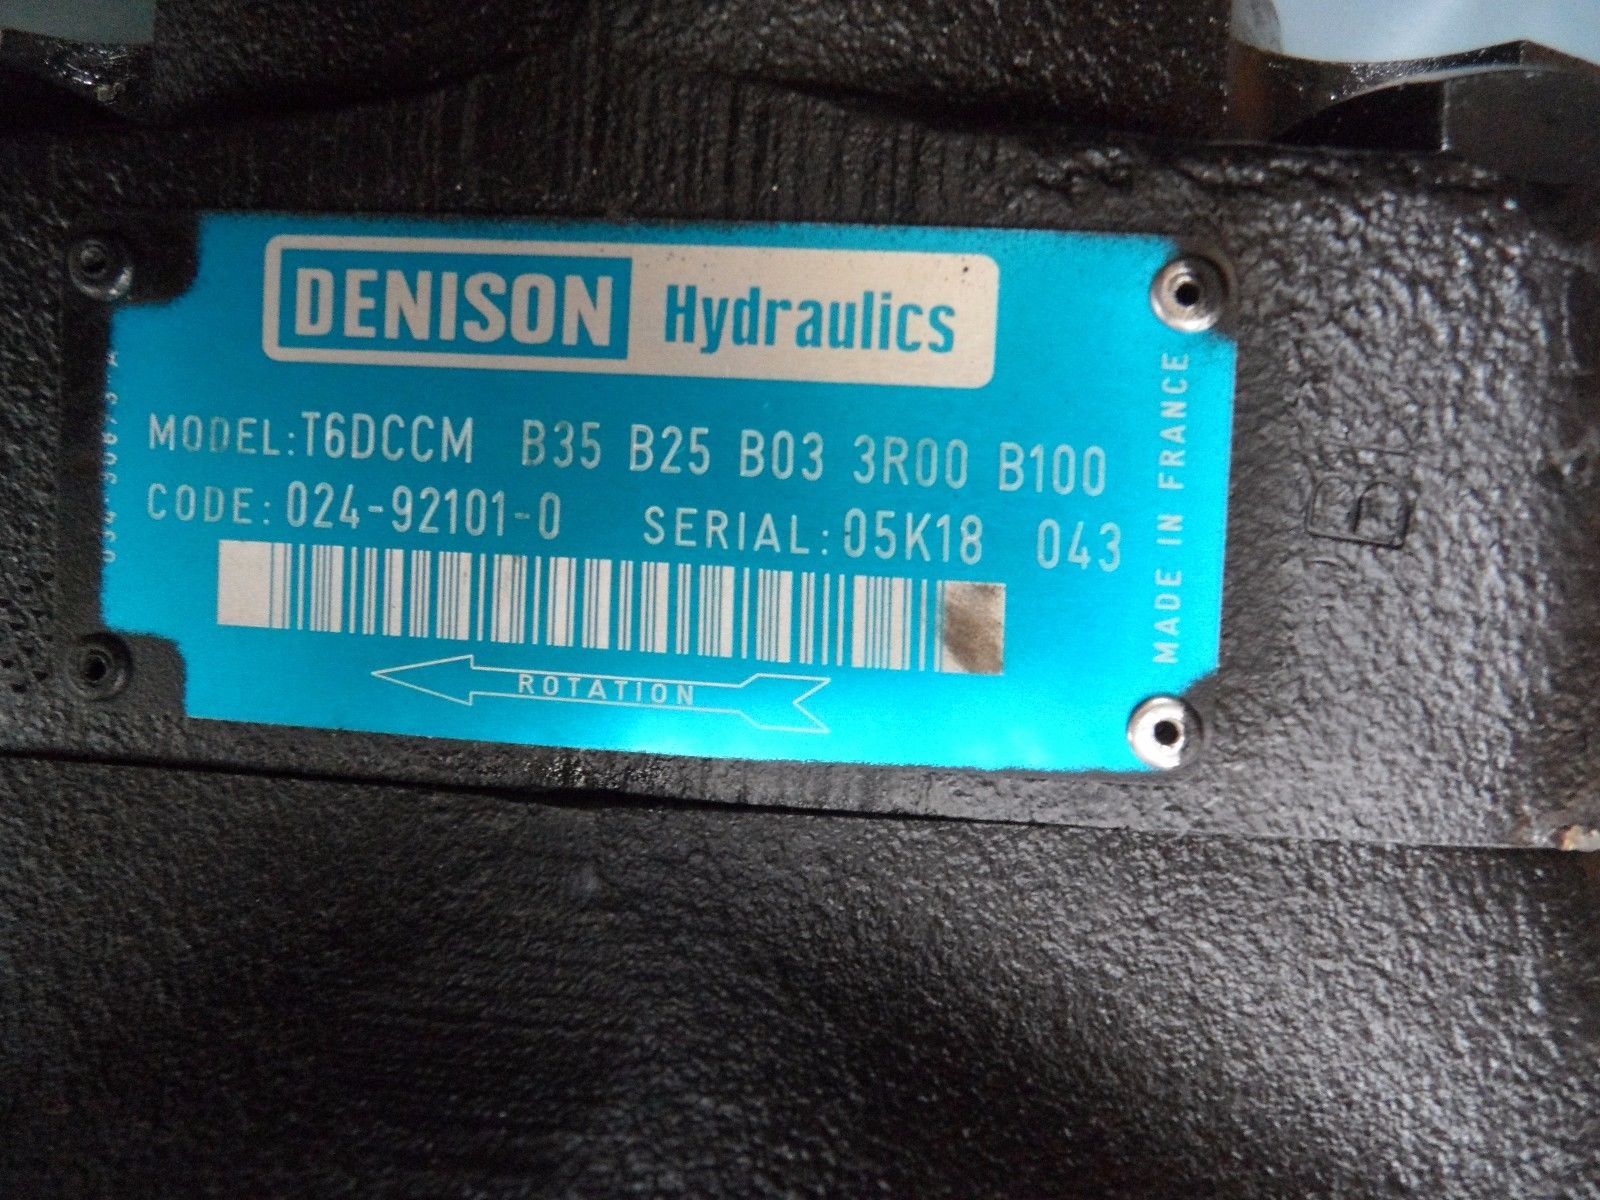 DENISON Hydraulics
MODEL: T6DCCM B35 B25 B03 3R00 B100
CODE: 024-92101-0 SERIAL: 05K18 043
ROTATION
MADE IN FRANCE
B